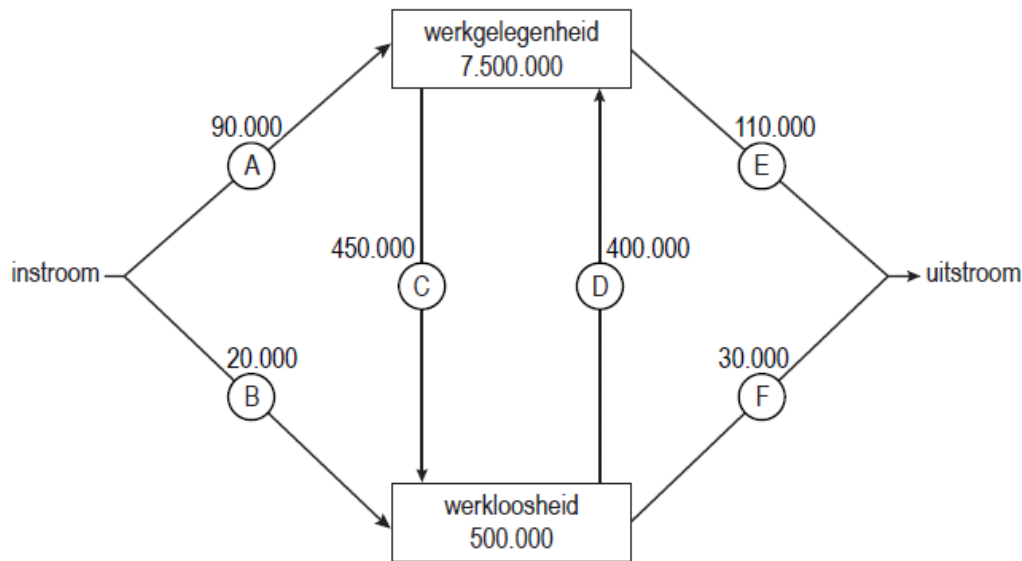 werkgelegenheid
7.500.000
90.000
A
110.000
E
instroom
450.000
C
400.000
D
uitstroom
20.000
B
30.000
F
werkloosheid
500.000